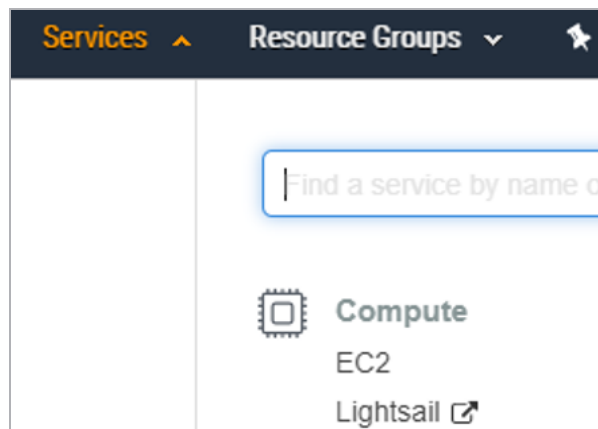 Services Resource Groups
Find a service by name o
Compute
EC2
Lightsail